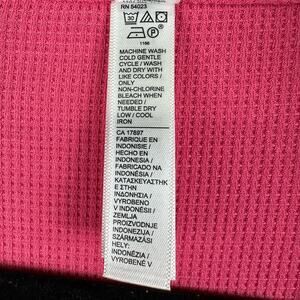 RN 54023
30
P
1166
MACHINE WASH
COLD GENTLE
CYCLE / WASH
AND DRY WITH
LIKE COLORS /
ONLY
NON-CHLORINE
BLEACH WHEN
NEEDED /
TUMBLE DRY
LOW / COOL
IRON
CA 17897
FABRIQUE EN
INDONESIE /
HECHO EN
INDONESIA /
FABRICADO NA
INDONÉSIA /
ΚΑΤΑΣΚΕΥΑΣΤΗΚ
Ε ΣΤΗΝ
ΙΝΔΟΝΗΣΙΑ /
VYROBENO
V INDONÉSII /
ZEMLJA
PROIZVODNJE
INDONEZIJA /
SZÁRMAZÁSI
HELY:
INDONÉZIA /
VYROBENÉ V